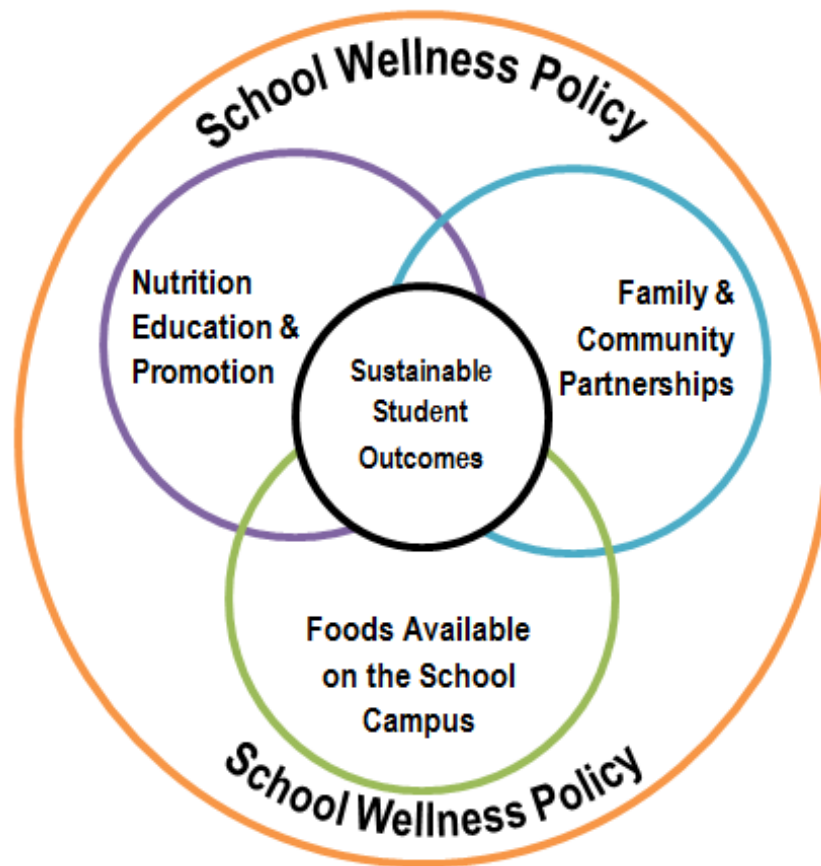 School Wellness Policy
Nutrition
Education &
Promotion
Family &
Community
Partnerships
Sustainable
Student
Outcomes
Foods Available
on the School
Campus
School Wellness Policy